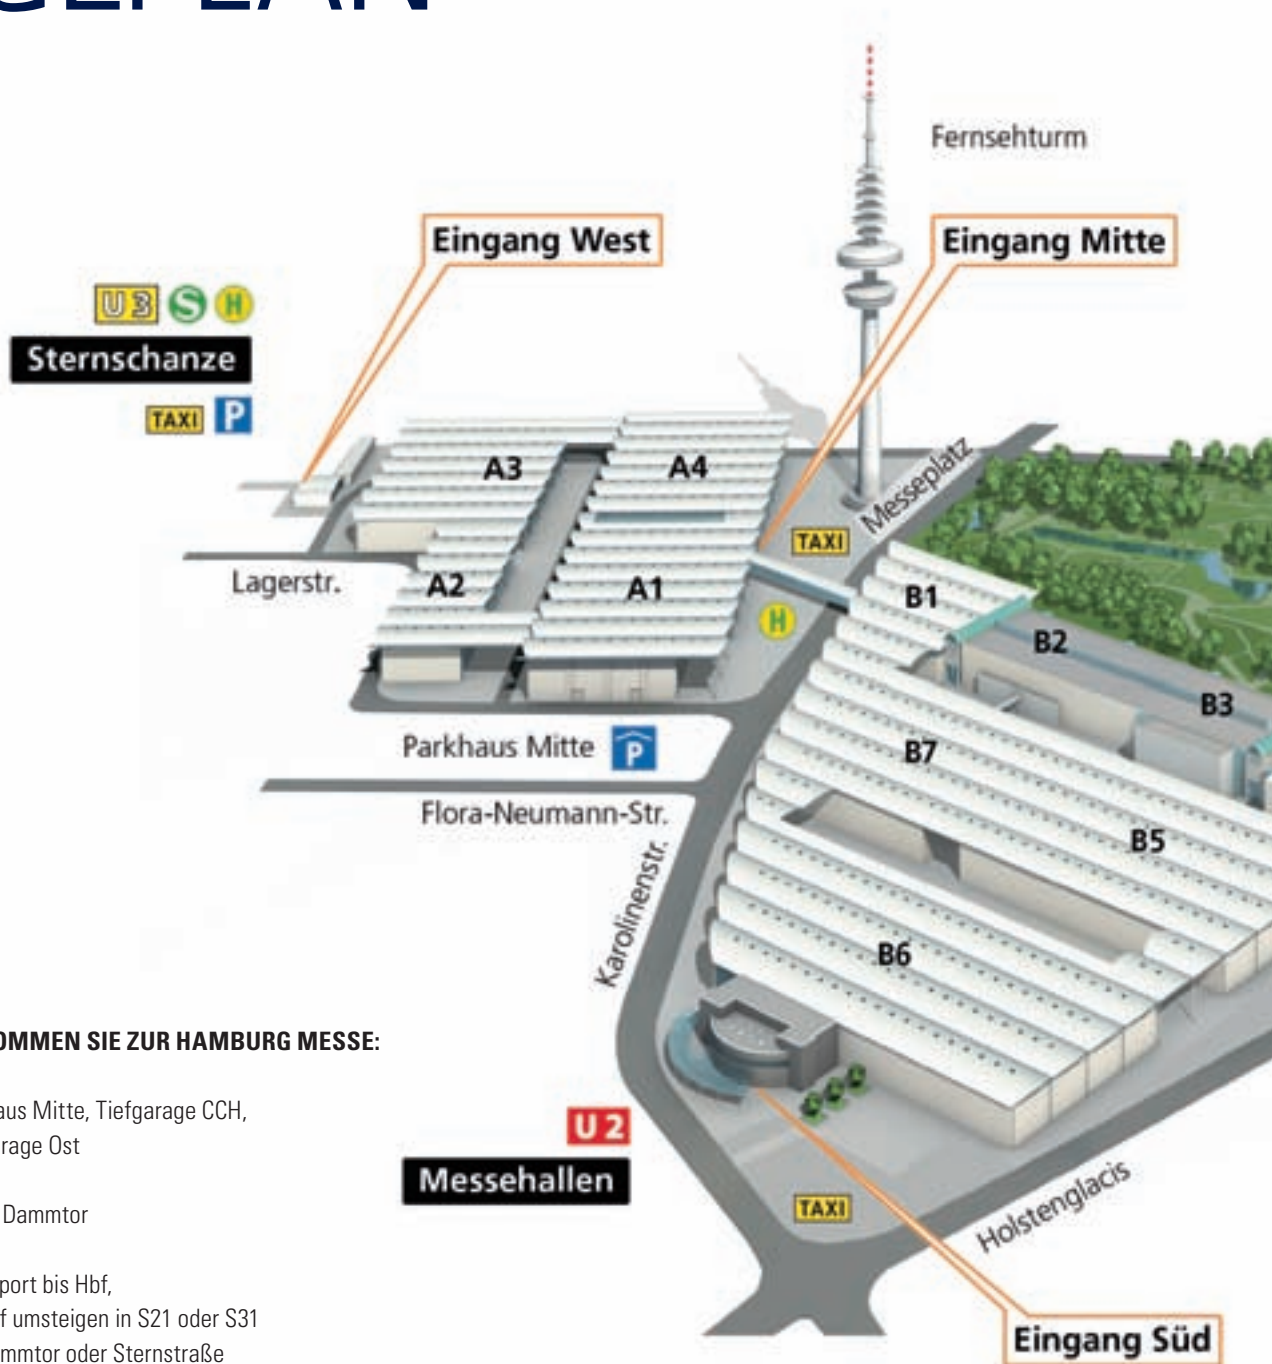 GEPLAN
Fernsehturm
Eingang West
Eingang Mitte
U3 S H
Sternschanze
TAXI P
A3
A4
Messeplatz
TAXI
Lagerstr.
A2
A1
B1
H
B2
B3
Parkhaus Mitte P
B7
Flora-Neumann-Str.
B5
Karolinenstr.
B6
OMMEN SIE ZUR HAMBURG MESSE:
aus Mitte, Tiefgarage CCH,
rage Ost
U2
Messehallen
Dammtor
TAXI
Holstenglacis
port bis Hbf,
f umsteigen in S21 oder S31
mmtor oder Sternstraße
Eingang Süd